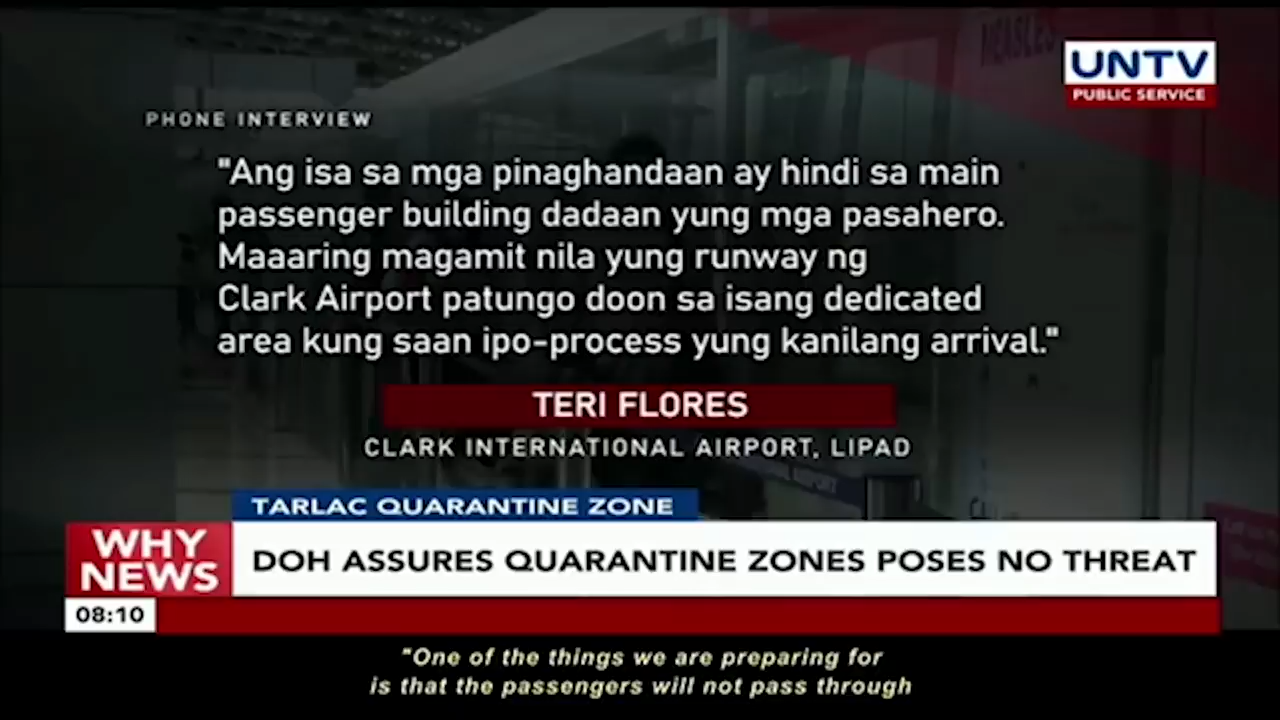 UNTV
PUBLIC SERVICE
PHONE INTERVIEW
"Ang isa sa mga pinaghandaan ay hindi sa main
passenger building dadaan yung mga pasahero.
Maaaring magamit nila yung runway ng
Clark Airport patungo doon sa isang dedicated
area kung saan ipo-process yung kanilang arrival."
TERI FLORES
CLARK INTERNATIONAL AIRPORT, LIPAD
TARLAC QUARANTINE ZONE
WHY
NEWS
DOH ASSURES QUARANTINE ZONES POSES NO THREAT
08:10
"One of the things we are preparing for
is that the passengers will not pass through